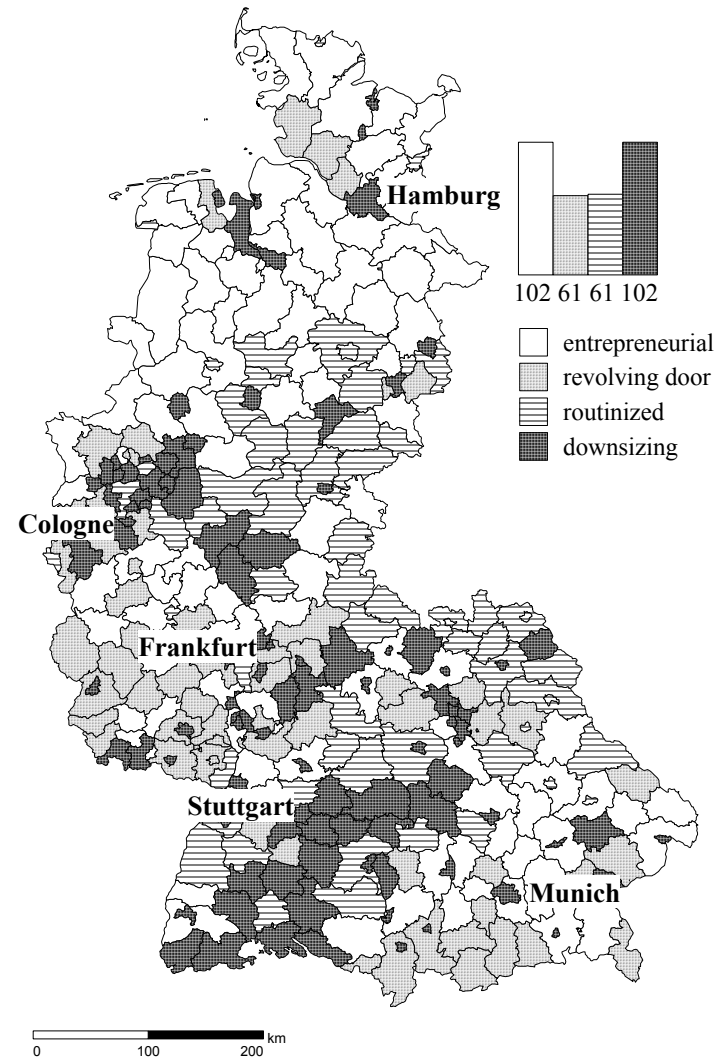 Hamburg
102 61 61 102
entrepreneurial
revolving door
routinized
downsizing
Cologne
Frankfurt
Stuttgart
Munich
km
0 100 200